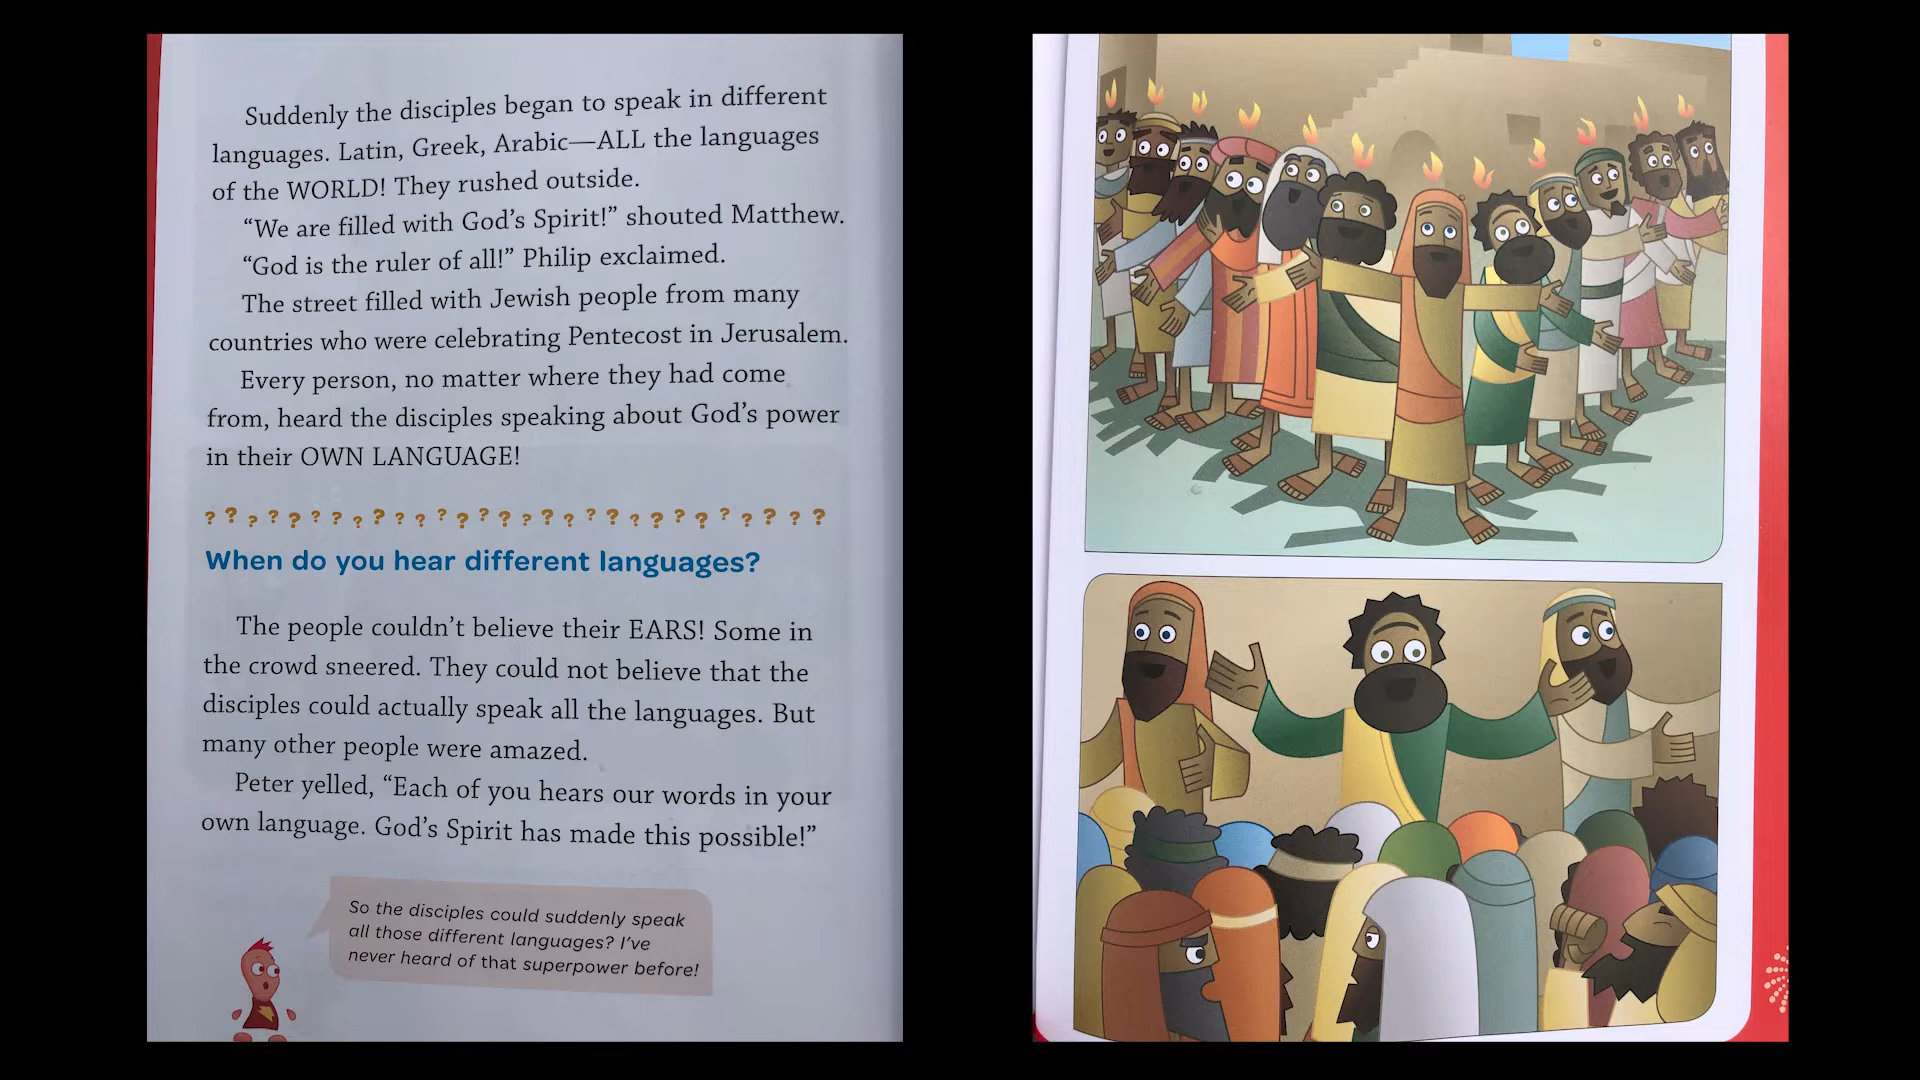 Suddenly the disciples began to speak in different
languages. Latin, Greek, Arabic—ALL the languages
of the WORLD! They rushed outside.
“We are filled with God’s Spirit!” shouted Matthew.
“God is the ruler of all!” Philip exclaimed.
The street filled with Jewish people from many
countries who were celebrating Pentecost in Jerusalem.
Every person, no matter where they had come
from, heard the disciples speaking about God’s power
in their OWN LANGUAGE!
? ? ? ? ? ? ? ? ? ? ? ? ? ? ? ? ? ? ? ? ? ? ? ? ? ? ? ? ?
When do you hear different languages?
The people couldn’t believe their EARS! Some in
the crowd sneered. They could not believe that the
disciples could actually speak all the languages. But
many other people were amazed.
Peter yelled, “Each of you hears our words in your
own language. God’s Spirit has made this possible!”
So the disciples could suddenly speak
all those different languages? I’ve
never heard of that superpower before!